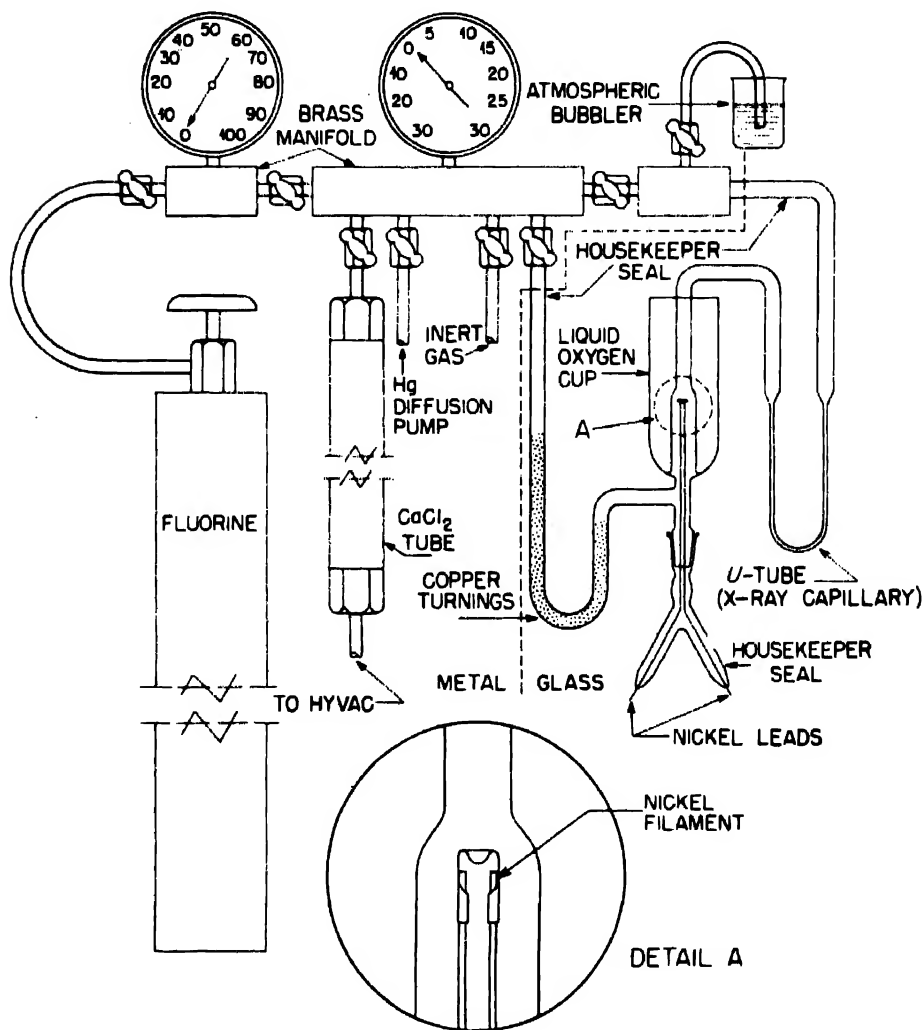 50
40
60
30
70
20
80
10
90
0
100
5
10
0
15
10
20
20
25
30
30
BRASS
MANIFOLD
ATMOSPHERIC
BUBBLER
HOUSEKEEPER
SEAL
INERT
GAS
LIQUID
OXYGEN
CUP
Hg
DIFFUSION
PUMP
A
FLUORINE
CaCl2
TUBE
COPPER
TURNINGS
U-TUBE
(X-RAY CAPILLARY)
HOUSEKEEPER
SEAL
TO HYVAC
METAL
GLASS
NICKEL LEADS
NICKEL
FILAMENT
DETAIL A